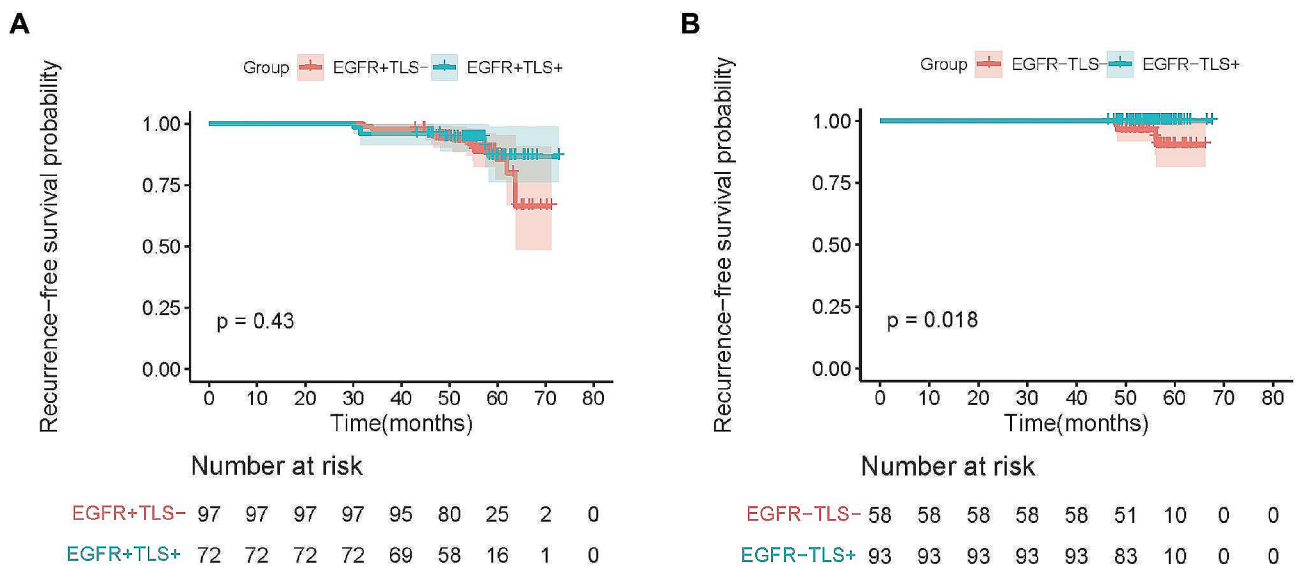 A
Group EGFR+TLS− EGFR+TLS+
Recurrence−free survival probability
1.00
0.75
0.50
0.25
0.00
p = 0.43
0 10 20 30 40 50 60 70 80
Time(months)
Number at risk
EGFR+TLS− 97 97 97 97 95 80 25 2 0
EGFR+TLS+ 72 72 72 72 69 58 16 1 0
B
Group EGFR−TLS− EGFR−TLS+
Recurrence−free survival probability
1.00
0.75
0.50
0.25
0.00
p = 0.018
0 10 20 30 40 50 60 70 80
Time(months)
Number at risk
EGFR−TLS− 58 58 58 58 58 51 10 0 0
EGFR−TLS+ 93 93 93 93 93 83 10 0 0